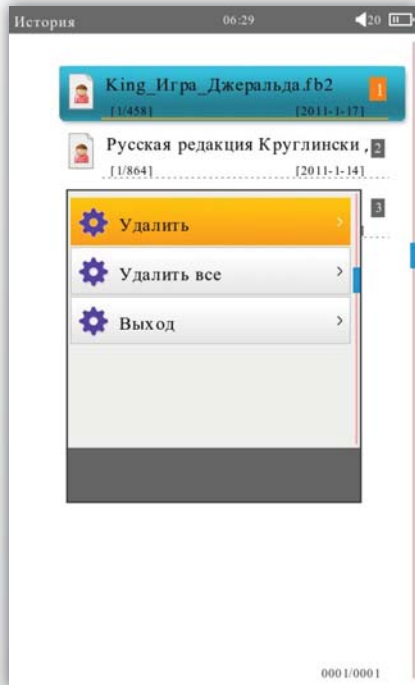 История 06:29 20
King_Игра_Джеральда.fb2 1
[1/458] [2011-1-17]
Русская редакция Круглински , 2
[1/864] [2011-1-14]
3
Удалить
Удалить все
Выход
0001/0001